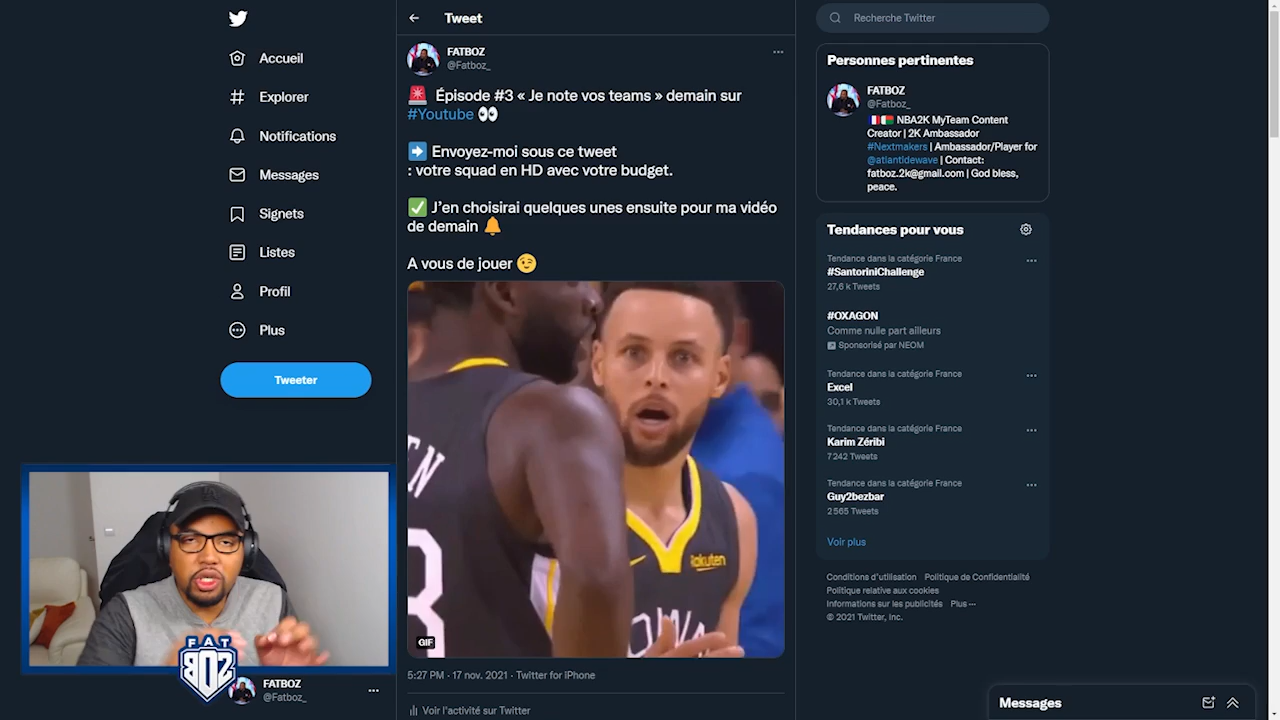 Accueil
Explorer
Notifications
Messages
Signets
Listes
Profil
Plus
Tweeter
FAT
BOZ
FATBOZ
@Fatboz_
Tweet
FATBOZ
@Fatboz_
🚨 Épisode #3 « Je note vos teams » demain sur
#Youtube 👀
➡️ Envoyez-moi sous ce tweet
: votre squad en HD avec votre budget.
✅ J'en choisirai quelques unes ensuite pour ma vidéo
de demain 🔔
A vous de jouer 😉
Rakuten
GIF
5:27 PM · 17 nov. 2021 · Twitter for iPhone
Voir l'activité sur Twitter
Recherche Twitter
Personnes pertinentes
FATBOZ
@Fatboz_
🇫🇷🇲🇬 NBA2K MyTeam Content
Creator | 2K Ambassador
#Nextmakers | Ambassador/Player for
@atlantidewave | Contact:
fatboz.2k@gmail.com | God bless,
peace.
Tendances pour vous
Tendance dans la catégorie France
#SantoriniChallenge
27,6 k Tweets
#OXAGON
Comme nulle part ailleurs
Sponsorisé par NEOM
Tendance dans la catégorie France
Excel
30,1 k Tweets
Tendance dans la catégorie France
Karim Zéribi
7 242 Tweets
Tendance dans la catégorie France
Guy2bezbar
2 565 Tweets
Voir plus
Conditions d'utilisation Politique de Confidentialité
Politique relative aux cookies
Informations sur les publicités Plus ···
© 2021 Twitter, Inc.
Messages